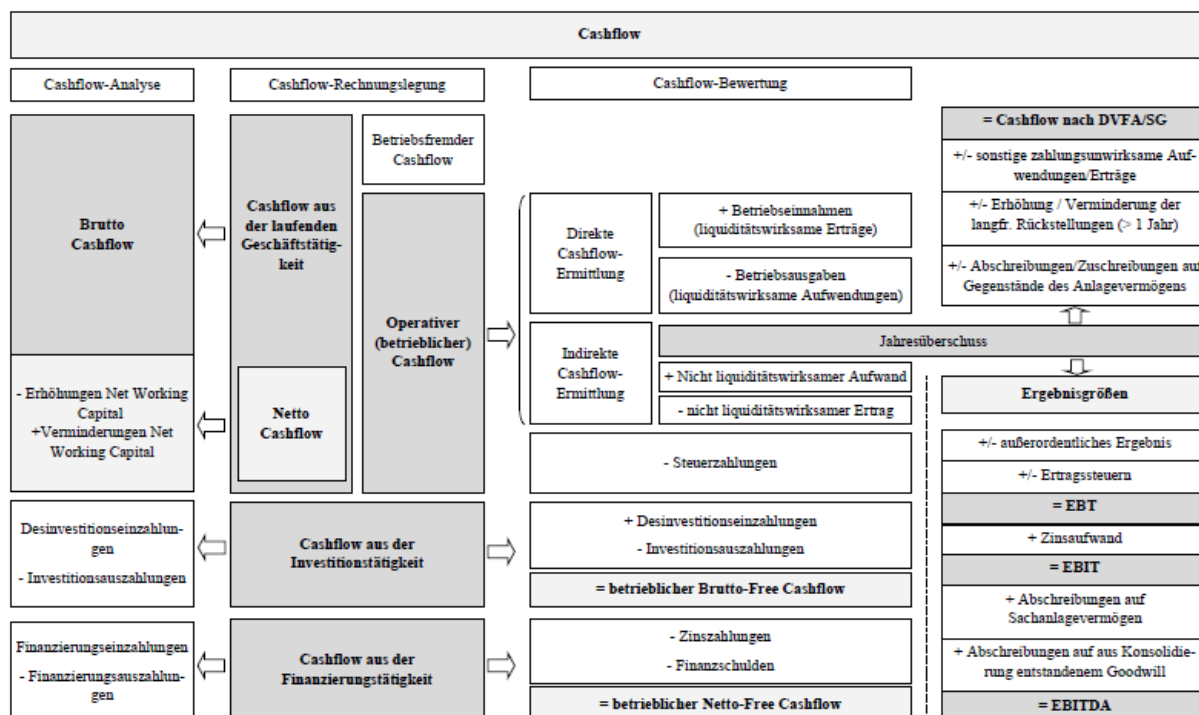 Cashflow
Cashflow-Analyse
Cashflow-Rechnungslegung
Cashflow-Bewertung
Brutto
Cashflow
- Erhöhungen Net Working
Capital
+Verminderungen Net
Working Capital
Desinvestitionseinzahlun-
gen
- Investitionsauszahlungen
Finanzierungseinzahlungen
- Finanzierungsauszahlun-
gen
Cashflow aus
der laufenden
Geschäftstätig-
keit
Netto
Cashflow
Betriebsfremder
Cashflow
Operativer
(betrieblicher)
Cashflow
Cashflow aus der
Investitionstätigkeit
Cashflow aus der
Finanzierungstätigkeit
Direkte
Cashflow-
Ermittlung
+ Betriebseinnahmen
(liquiditätswirksame Erträge)
- Betriebsausgaben
(liquiditätswirksame Aufwendungen)
Indirekte
Cashflow-
Ermittlung
Jahresüberschuss
+ Nicht liquiditätswirksamer Aufwand
- nicht liquiditätswirksamer Ertrag
- Steuerzahlungen
+ Desinvestitionseinzahlungen
- Investitionsauszahlungen
= betrieblicher Brutto-Free Cashflow
- Zinszahlungen
- Finanzschulden
= betrieblicher Netto-Free Cashflow
= Cashflow nach DVFA/SG
+/- sonstige zahlungsunwirksame Auf-
wendungen/Erträge
+/- Erhöhung / Verminderung der
langfr. Rückstellungen (> 1 Jahr)
+/- Abschreibungen/Zuschreibungen auf
Gegenstände des Anlagevermögens
Ergebnisgrößen
+/- außerordentliches Ergebnis
+/- Ertragssteuern
= EBT
+ Zinsaufwand
= EBIT
+ Abschreibungen auf
Sachanlagevermögen
+ Abschreibungen auf aus Konsolidie-
rung entstandenem Goodwill
= EBITDA